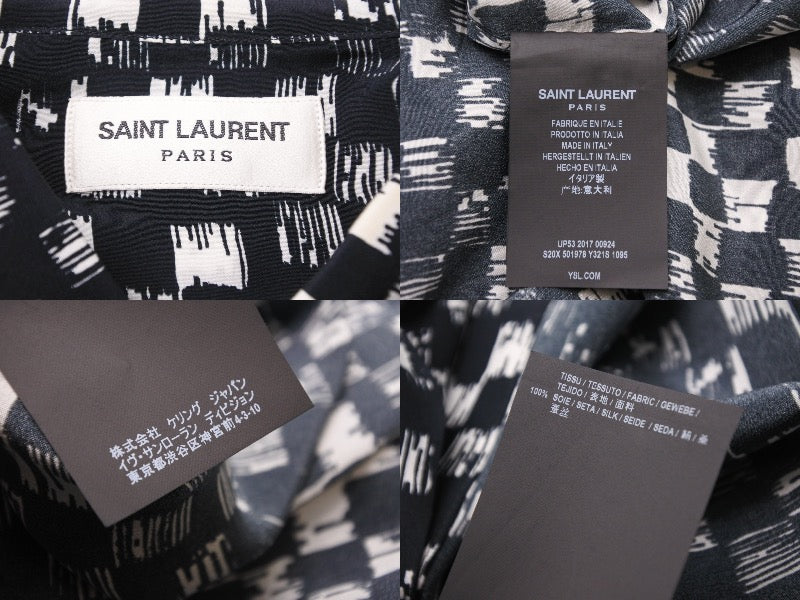 SAINT LAURENT
PARIS
SAINT LAURENT
PARIS
FABRIQUE EN ITALIE
PRODOTTO IN ITALIA
MADE IN ITALY
HERGESTELLT IN ITALIEN
HECHO EN ITALIA
イタリア製
产地:意大利
UP53 2017 00924
S20X 501978 Y321S 1095
YSL.COM
株式会社 ケリング ジャパン
イヴ・サンローラン ディビジョン
東京都渋谷区神宮前4-3-10
TISSU / TESSUTO / FABRIC / GEWEBE /
TEJIDO / 表地 / 面料
100% SOIE / SETA / SILK / SEIDE / SEDA / 絹 / 桑
蚕丝